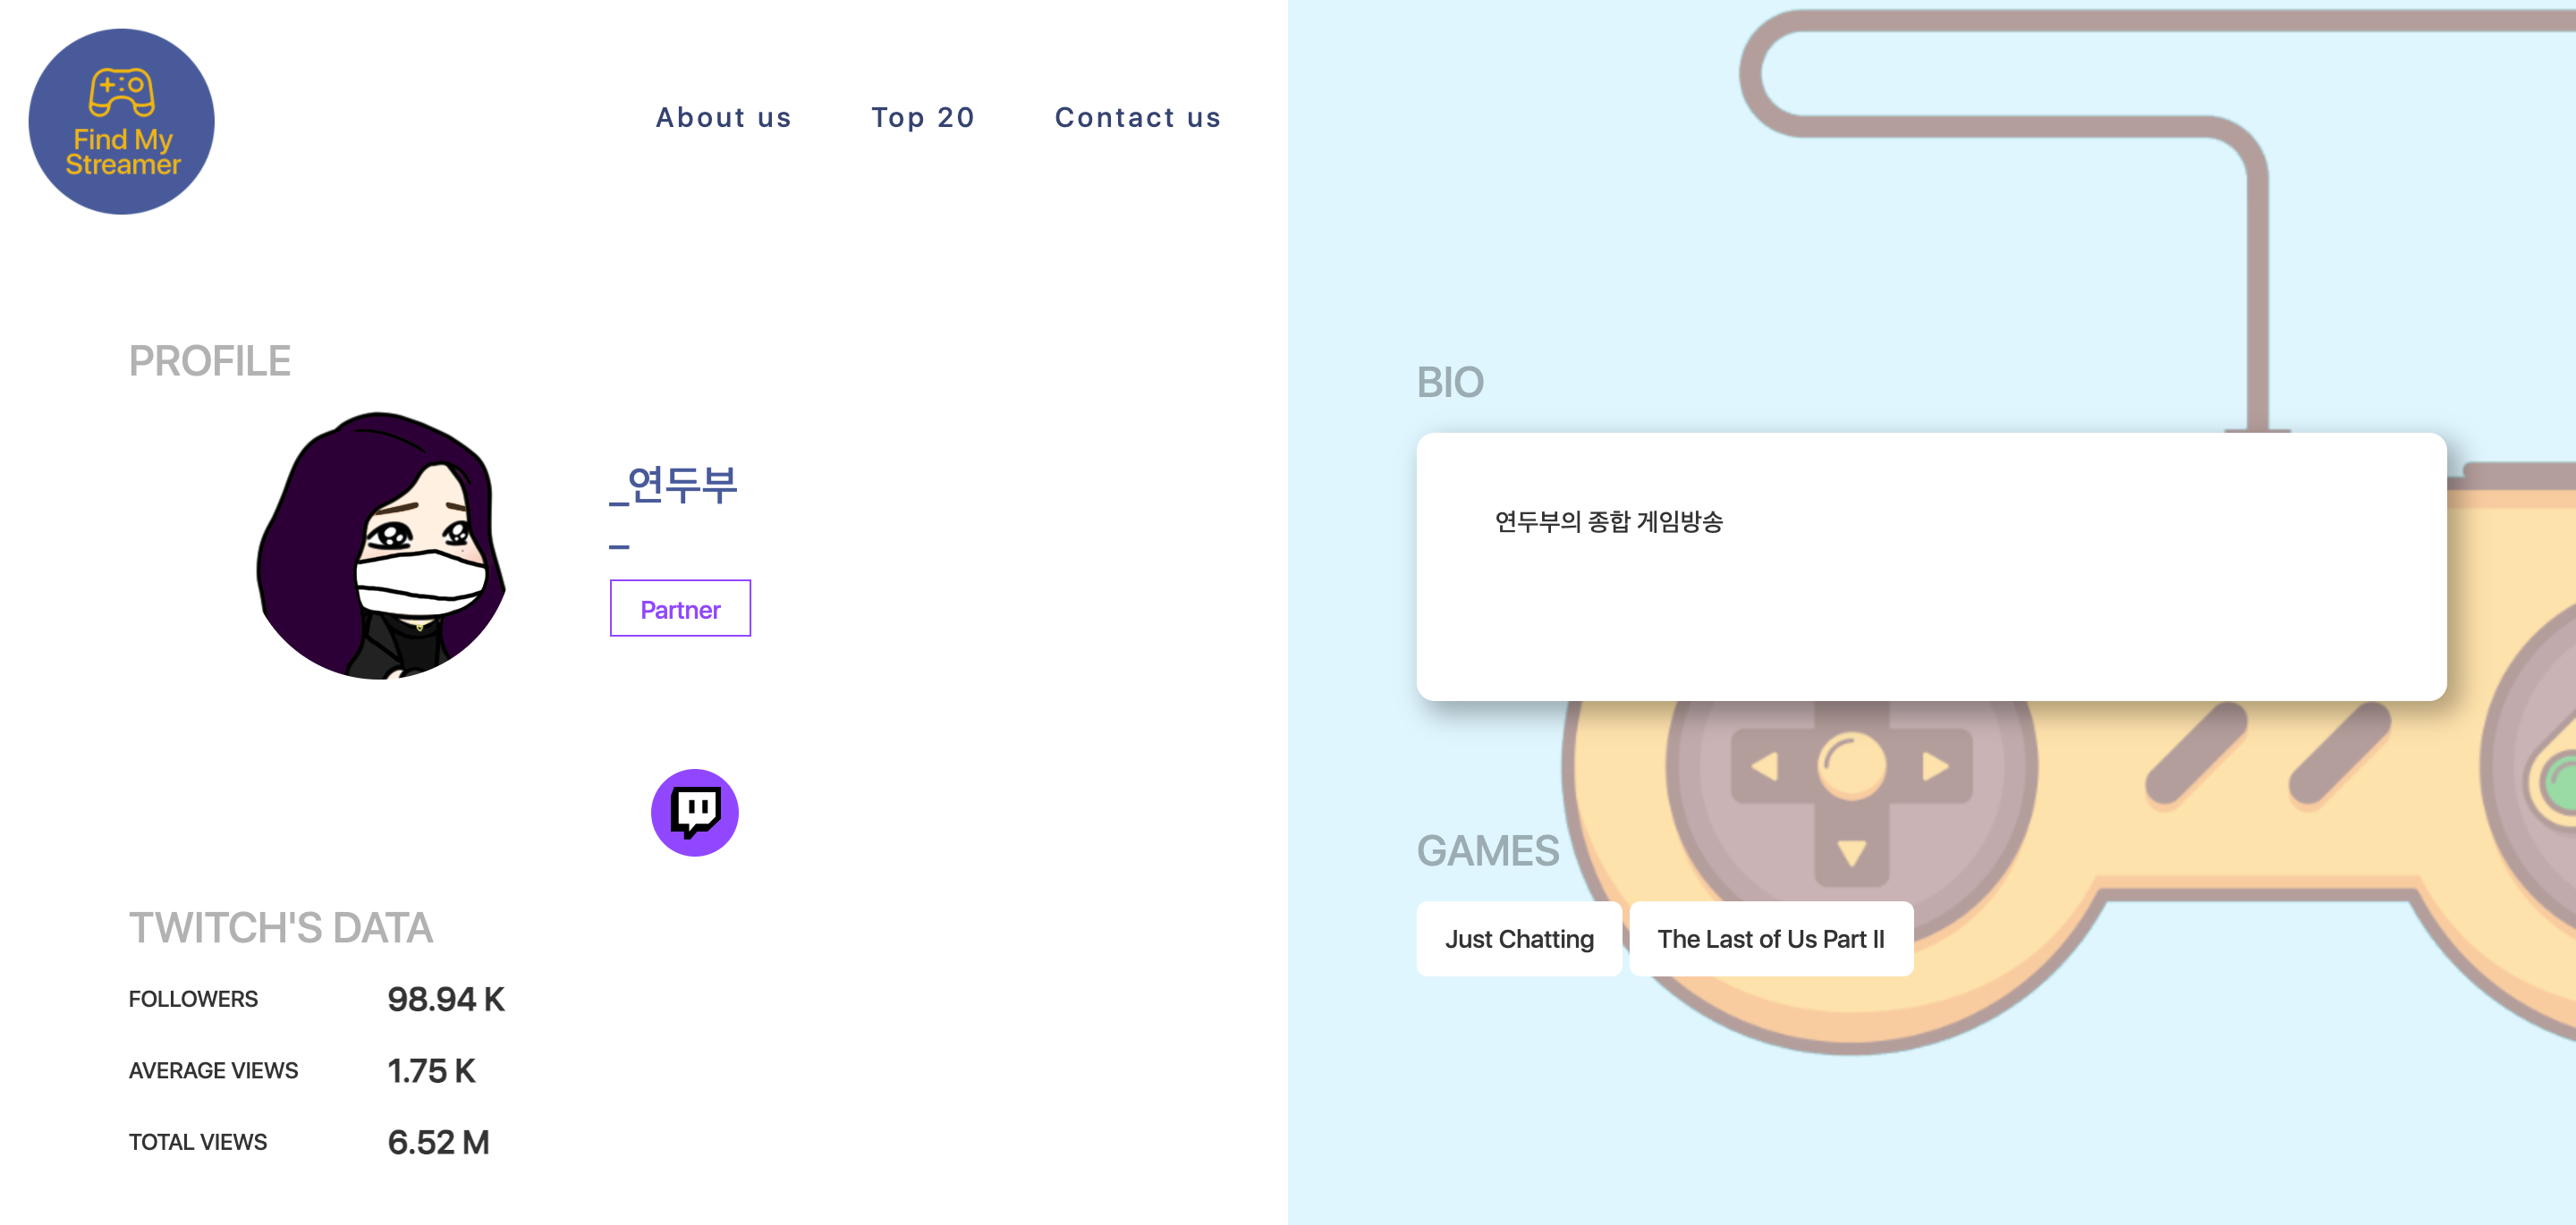 Find My
Streamer
About us
Top 20
Contact us
PROFILE
_연두부
_
Partner
TWITCH'S DATA
FOLLOWERS
98.94 K
AVERAGE VIEWS
1.75 K
TOTAL VIEWS
6.52 M
BIO
연두부의 종합 게임방송
GAMES
Just Chatting
The Last of Us Part II